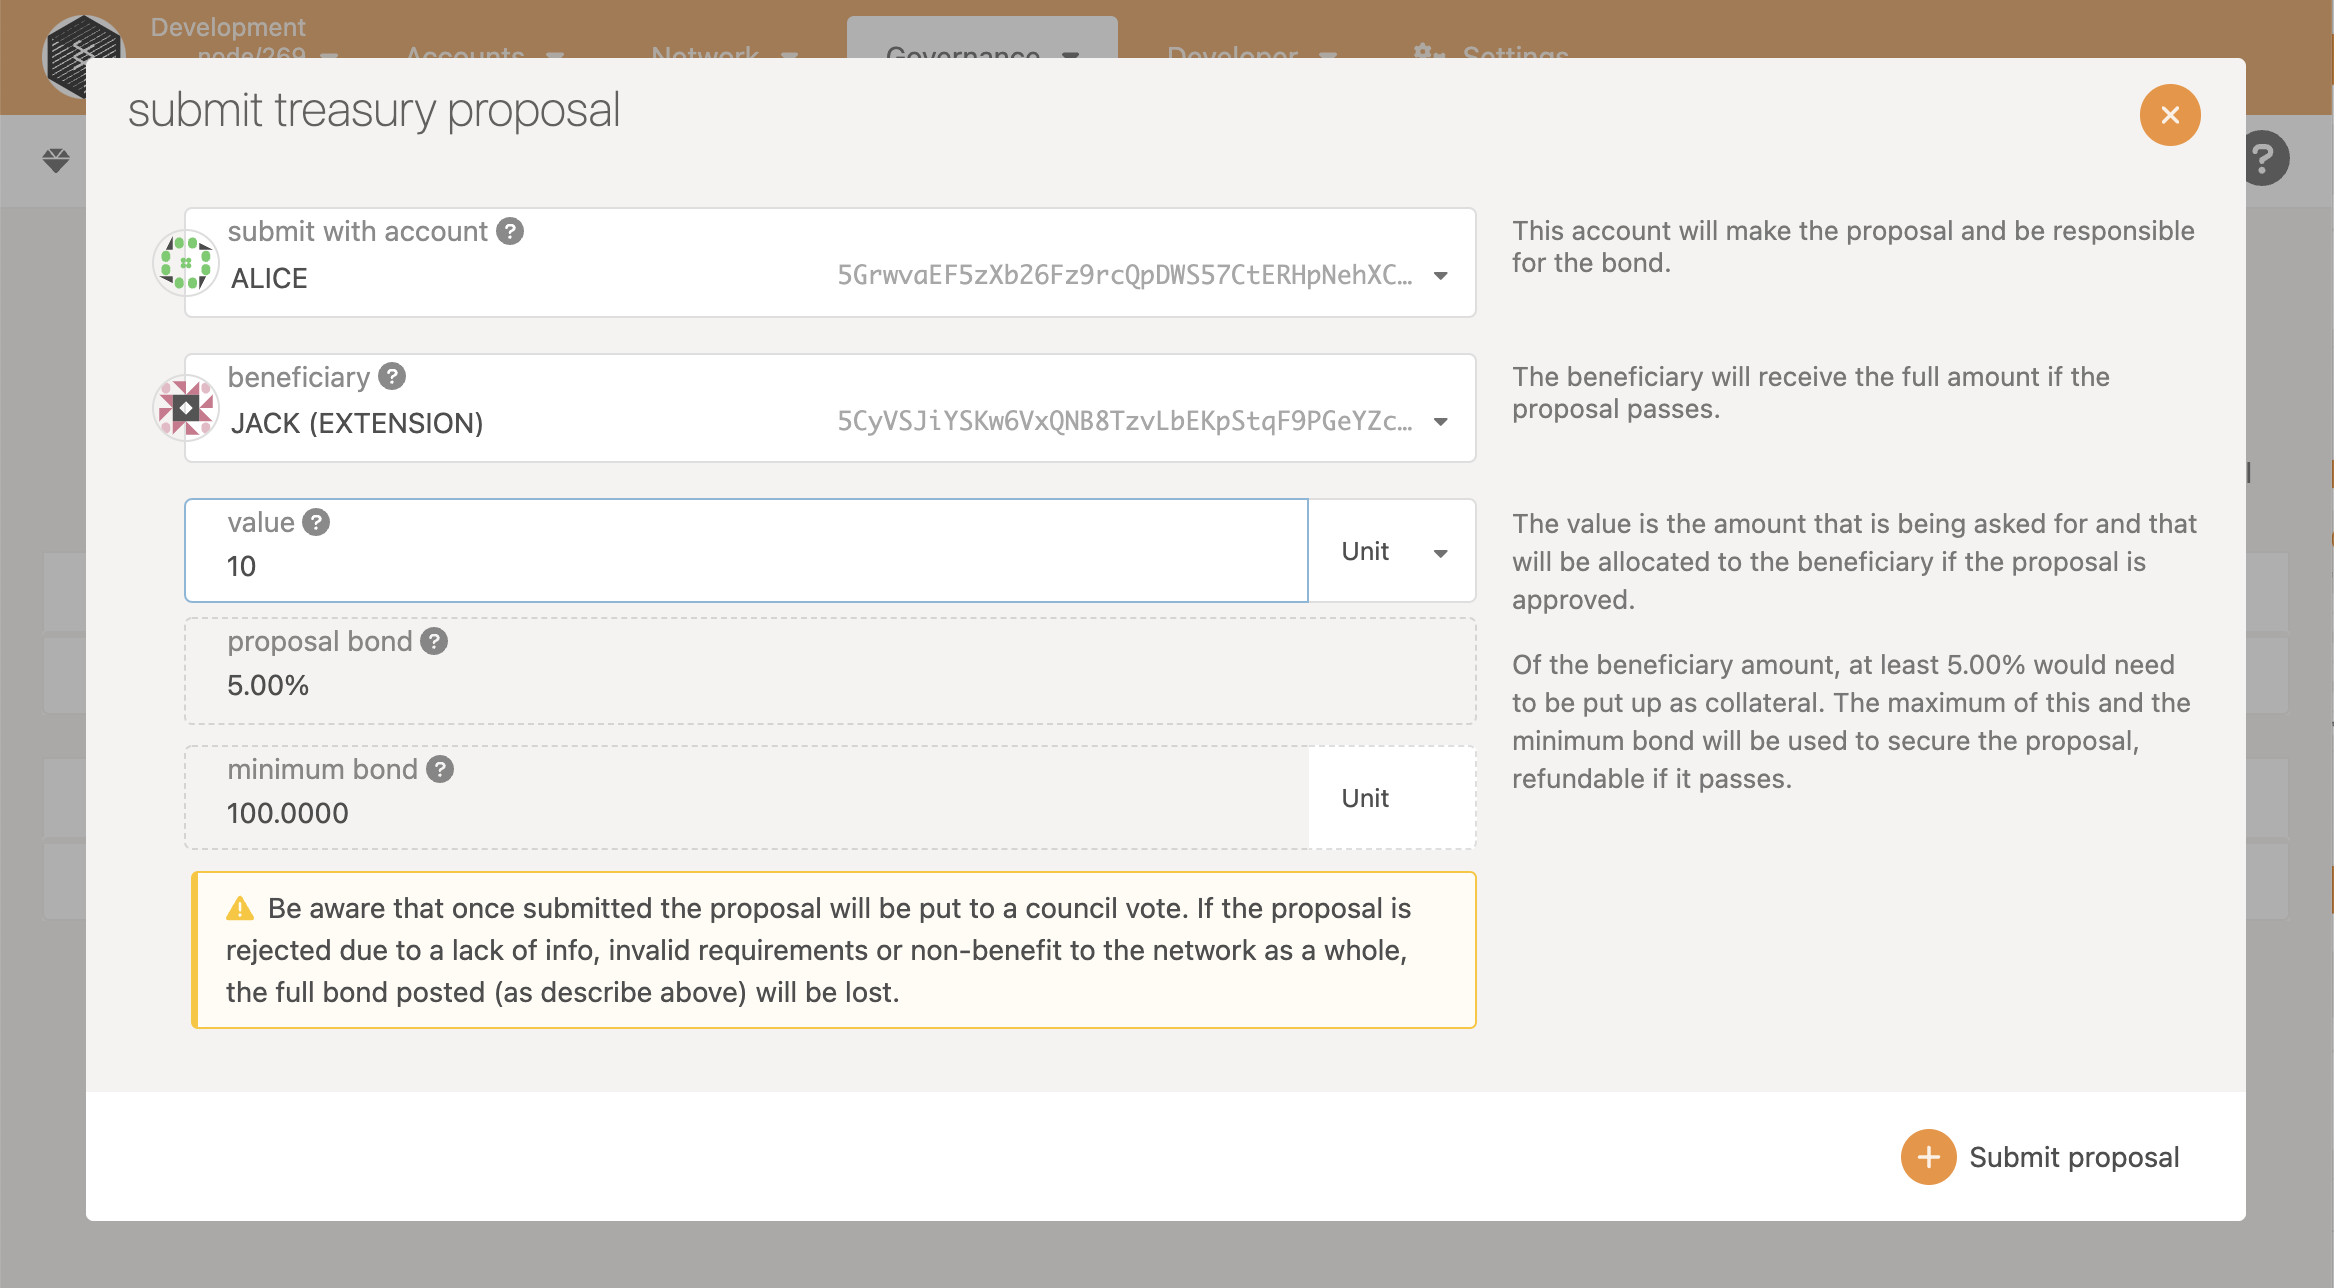 Development
node/269
Accounts
Network
Governance
Developer
Settings
submit treasury proposal
submit with account
ALICE
5GrwvaEF5zXb26Fz9rcQpDWS57CtERHpNehXC…
This account will make the proposal and be responsible
for the bond.
beneficiary
JACK (EXTENSION)
5CyVSJiYSKw6VxQNB8TzvLbEKpStqF9PGeYZc…
The beneficiary will receive the full amount if the
proposal passes.
value
10
Unit
The value is the amount that is being asked for and that
will be allocated to the beneficiary if the proposal is
approved.
proposal bond
5.00%
Of the beneficiary amount, at least 5.00% would need
to be put up as collateral. The maximum of this and the
minimum bond will be used to secure the proposal,
refundable if it passes.
minimum bond
100.0000
Unit
Be aware that once submitted the proposal will be put to a council vote. If the proposal is
rejected due to a lack of info, invalid requirements or non-benefit to the network as a whole,
the full bond posted (as describe above) will be lost.
Submit proposal